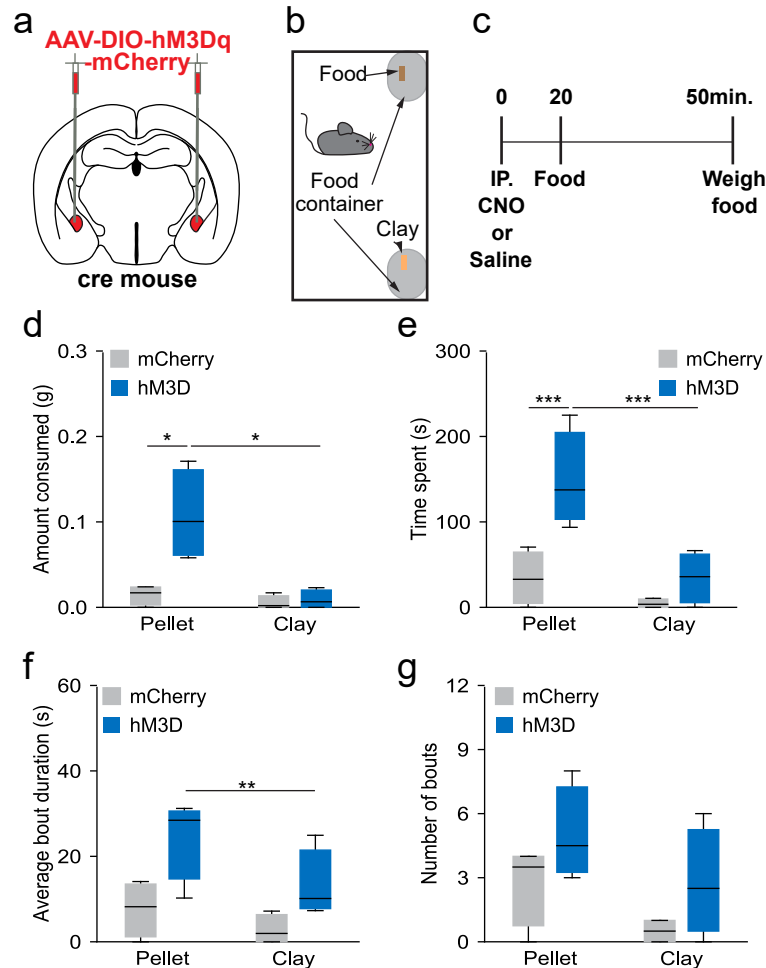 a
AAV-DIO-hM3Dq
-mCherry
cre mouse
b
Food
Food
container
Clay
c
0 20 50min.
IP.
CNO
or
Saline
Food
Weigh
food
d
mCherry
hM3D
Amount consumed (g)
0.3
0.2
0.1
0.0
* *
Pellet Clay
e
mCherry
hM3D
Time spent (s)
300
200
100
0
*** ***
Pellet Clay
f
mCherry
hM3D
Average bout duration (s)
60
40
20
0
**
Pellet Clay
g
mCherry
hM3D
Number of bouts
12
9
6
3
0
Pellet Clay